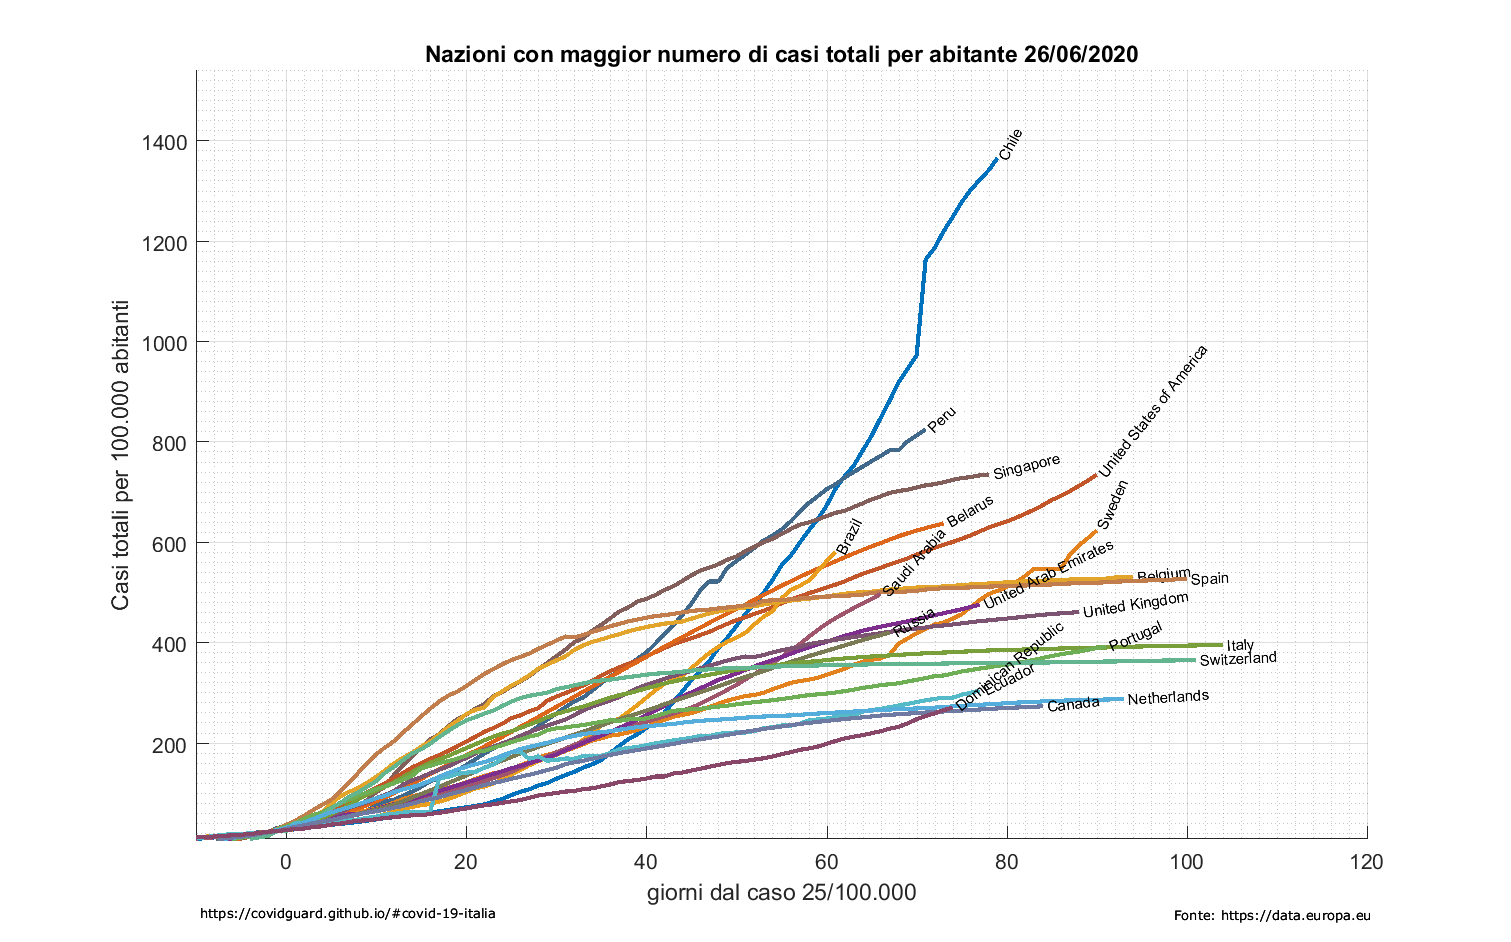 Nazioni con maggior numero di casi totali per abitante 26/06/2020
Casi totali per 100.000 abitanti
1400
1200
1000
800
600
400
200
Chile
United States of America
Peru
Singapore
Sweden
Belarus
Brazil
Saudi Arabia
United Arab Emirates
Belgium
Spain
United Kingdom
Russia
Dominican Republic
Portugal
Italy
Switzerland
Ecuador
Netherlands
Canada
0 20 40 60 80 100 120
giorni dal caso 25/100.000
https://covidguard.github.io/#covid-19-italia
Fonte: https://data.europa.eu